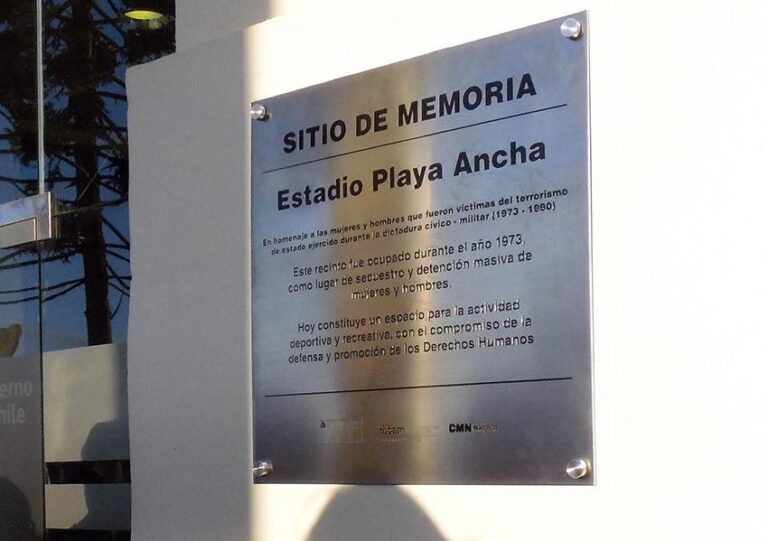 SITIO DE MEMORIA
Estadio Playa Ancha
En homenaje a las mujeres y hombres que fueron víctimas del terrorismo
de estado ejercido durante la dictadura cívico - militar (1973 - 1990)
Este recinto fue ocupado durante el año 1973,
como lugar de secuestro y detención masiva de
mujeres y hombres.
Hoy constituye un espacio para la actividad
deportiva y recreativa, con el compromiso de la
defensa y promoción de los Derechos Humanos
CMN
erno
hile